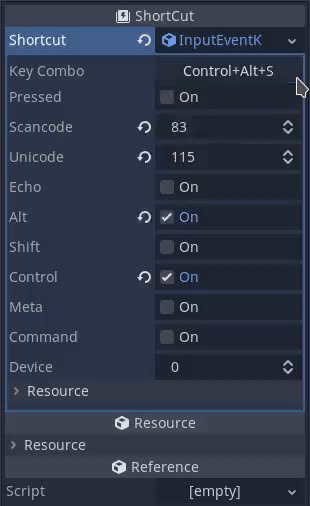 ShortCut
Shortcut InputEventK
Key Combo Control+Alt+S
Pressed On
Scancode 83
Unicode 115
Echo On
Alt On
Shift On
Control On
Meta On
Command On
Device 0
Resource
Resource
Resource
Reference
Script [empty]